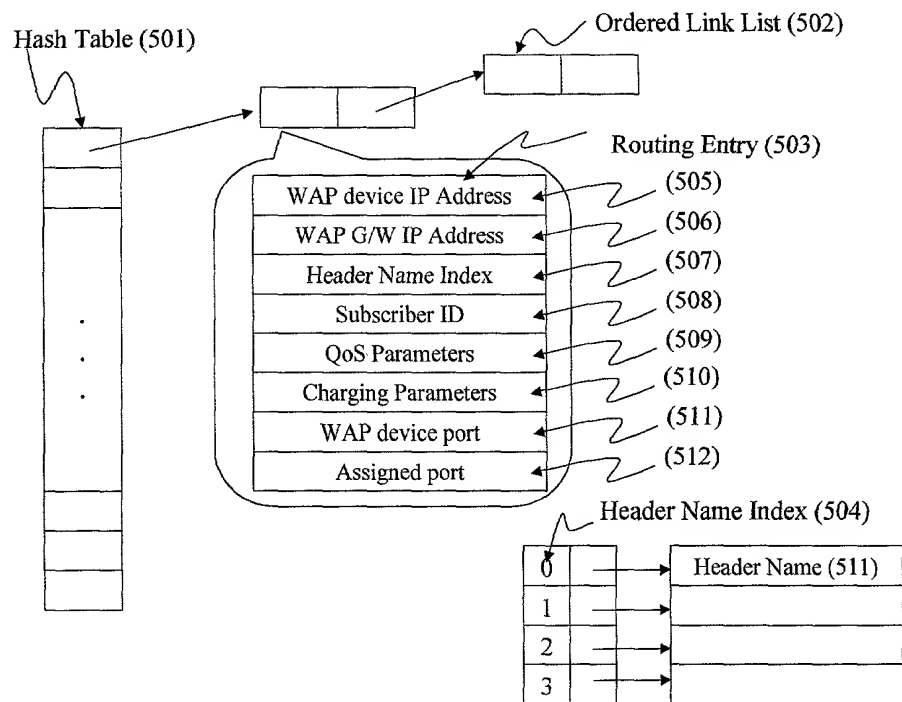 Hash Table (501)
Ordered Link List (502)
Routing Entry (503)
WAP device IP Address (505)
WAP G/W IP Address (506)
Header Name Index (507)
Subscriber ID (508)
QoS Parameters (509)
Charging Parameters (510)
WAP device port (511)
Assigned port (512)
Header Name Index (504)
0 Header Name (511)
1
2
3